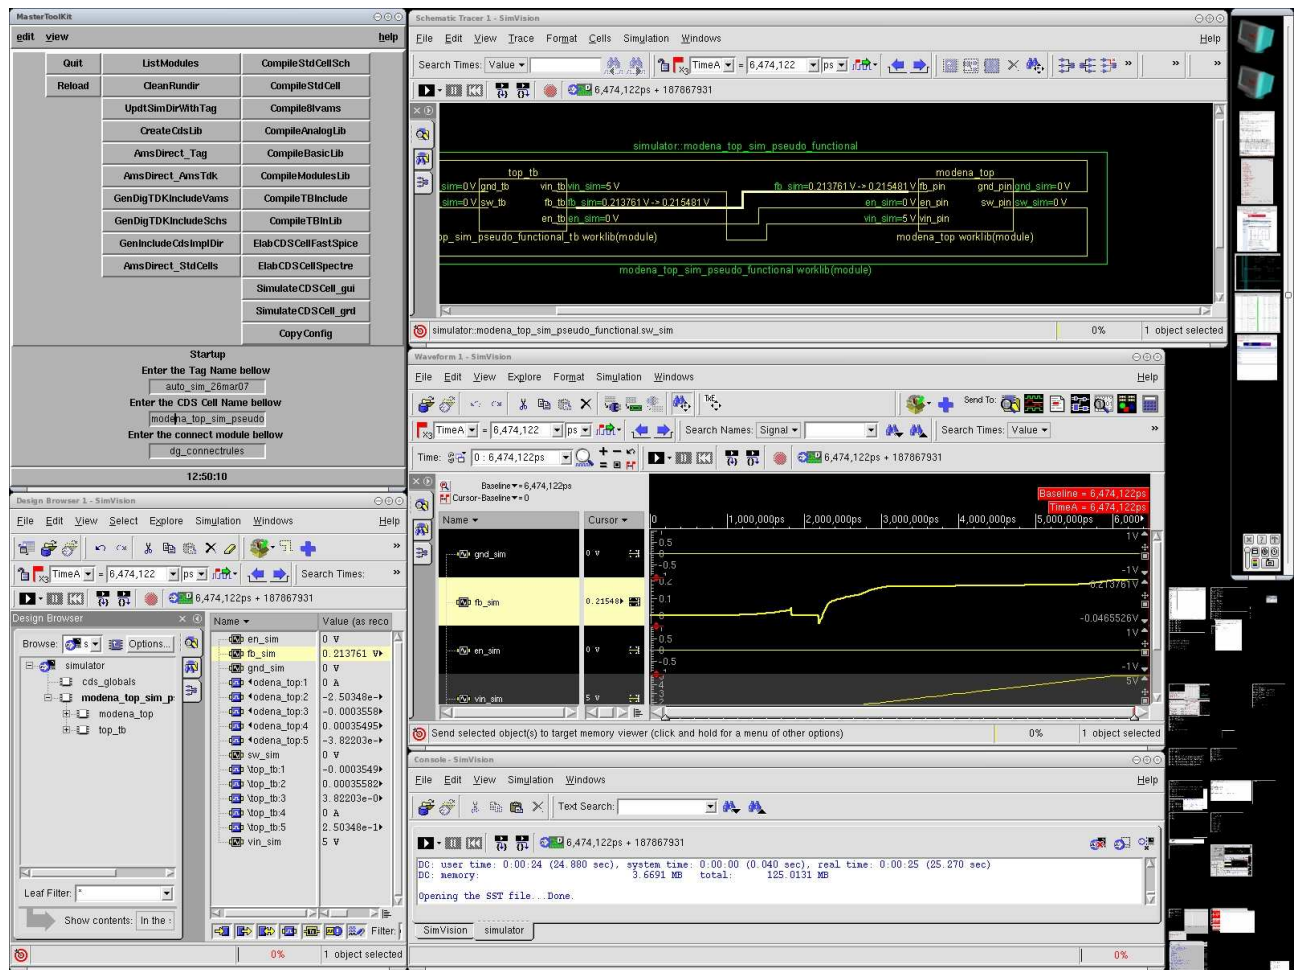 MasterToolKit
edit view help
Quit ListModules CompileStdCellSch
Reload CleanRundir CompileStdCell
UpdtSimDirWithTag Compile8Ivams
CreateCdsLib CompileAnalogLib
AmsDirect_Tag CompileBasicLib
AmsDirect_AmsTdk CompileModulesLib
GenDigTDKIncludeVams CompileTBInclude
GenDigTDKIncludeSchs CompileTBInLib
GenIncludeCdsImplDir ElabCDSCellFastSpice
AmsDirect_StdCells ElabCDSCellSpectre
SimulateCDSCell_gui
SimulateCDSCell_grd
CopyConfig
Startup
Enter the Tag Name bellow
auto_sim_26mar07
Enter the CDS Cell Name bellow
modena_top_sim_pseudo
Enter the connect module bellow
dg_connectrules
12:50:10
Schematic Tracer 1 - SimVision
File Edit View Trace Format Cells Simulation Windows Help
Search Times: Value TimeA = 6,474,122 ps
6,474,122ps + 187867931
simulator::modena_top_sim_pseudo_functional
top_tb modena_top
_sim=0V gnd_tb vin_tb vin_sim=5 V fb_sim=0.213761 V -> 0.215481 V fb_pin gnd_pin gnd_sim=0 V
_sim=0V sw_tb fb_tb fb_sim=0.213761 V -> 0.215481 V en_sim=0 V en_pin sw_pin sw_sim=0 V
en_tb en_sim=0 V vin_sim=5 V vin_pin
op_sim_pseudo_functional_tb worklib(module) modena_top worklib(module)
modena_top_sim_pseudo_functional worklib(module)
simulator::modena_top_sim_pseudo_functional.sw_sim 0% 1 object selected
Waveform 1 - SimVision
File Edit View Explore Format Simulation Windows Help
Send To:
TimeA = 6,474,122 ps Search Names: Signal Search Times: Value
Time: 0 : 6,474,122ps 6,474,122ps + 187867931
Baseline = 6,474,122ps
Cursor-Baseline = 0
Baseline = 6,474,122ps
TimeA = 6,474,122ps
Name Cursor 0 1,000,000ps 2,000,000ps 3,000,000ps 4,000,000ps 5,000,000ps 6,000
gnd_sim 0 V 0.5 0 -0.5 1V -1V
fb_sim 0.21548 0.2 0.1 0 0.213761V -0.0465526V
en_sim 0 V 0.5 0 -0.5 1V -1V
vin_sim 5 V 4 3 5V
Send selected object(s) to target memory viewer (click and hold for a menu of other options) 0% 1 object selected
Design Browser 1 - SimVision
File Edit View Select Explore Simulation Windows Help
TimeA = 6,474,122 ps Search Times:
6,474,122ps + 187867931
Design Browser
Browse: s Options...
simulator
cds_globals
modena_top_sim_p
modena_top
top_tb
Leaf Filter: *
Show contents: In the
Name Value (as reco
en_sim 0 V
fb_sim 0.213761 V
gnd_sim 0 V
odena_top:1 0 A
odena_top:2 -2.50348e-
odena_top:3 -0.0003558
odena_top:4 0.00035495
odena_top:5 -3.82203e-
sw_sim 0 V
\top_tb:1 -0.0003549
\top_tb:2 0.00035582
\top_tb:3 3.82203e-0
\top_tb:4 0 A
\top_tb:5 2.50348e-1
vin_sim 5 V
Filter:
0% 1 object selected
Console - SimVision
File Edit View Simulation Windows Help
Text Search:
6,474,122ps + 187867931
DC: user time: 0:00:24 (24.880 sec), system time: 0:00:00 (0.040 sec), real time: 0:00:25 (25.270 sec)
DC: memory: 3.6691 MB total: 125.0131 MB
Opening the SST file...Done.
SimVision simulator
0%